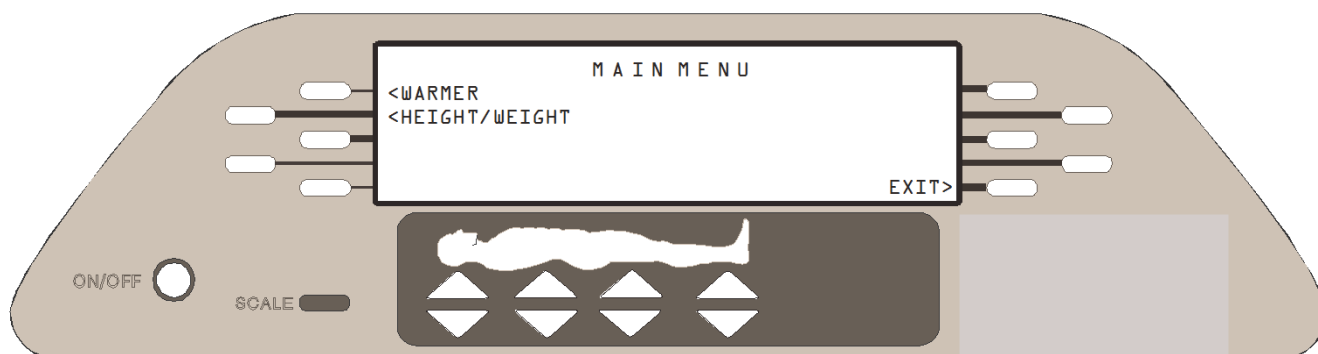 MAIN MENU
<WARMER
<HEIGHT/WEIGHT
EXIT>
ON/OFF
SCALE